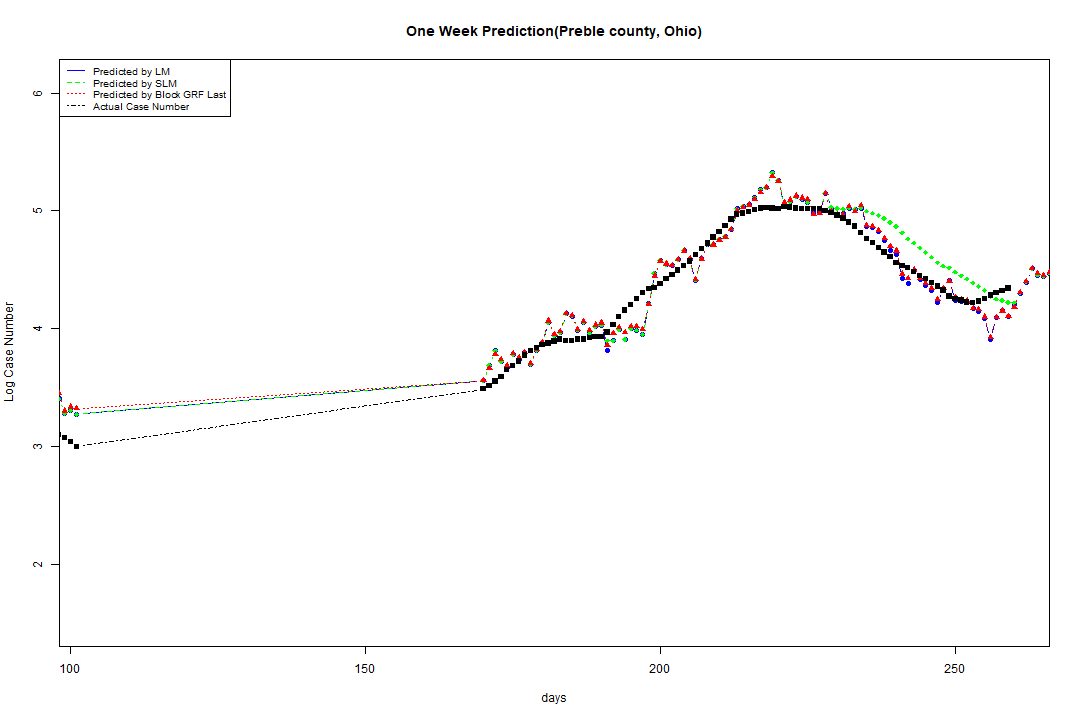 One Week Prediction(Preble county, Ohio)
Predicted by LM
Predicted by SLM
Predicted by Block GRF Last
Actual Case Number
6
5
4
3
2
Log Case Number
100 150 200 250
days